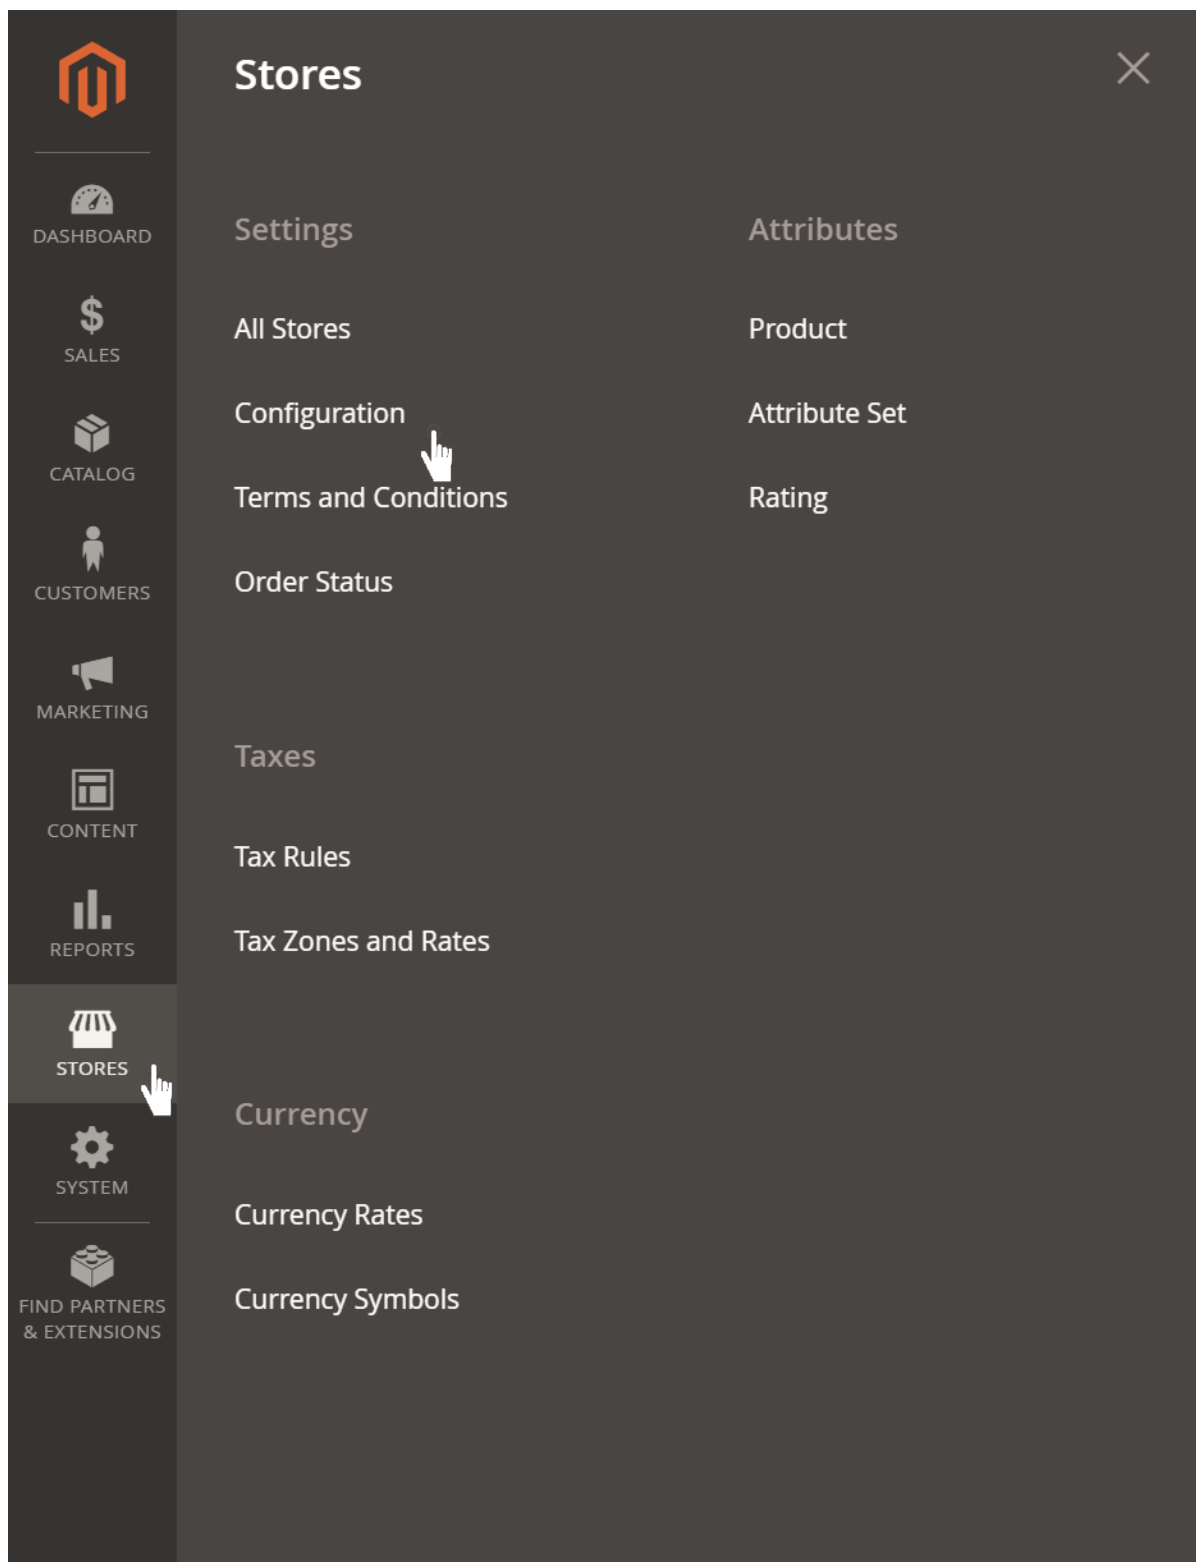 Stores
DASHBOARD
SALES
CATALOG
CUSTOMERS
MARKETING
CONTENT
REPORTS
STORES
SYSTEM
FIND PARTNERS
& EXTENSIONS
Settings
All Stores
Configuration
Terms and Conditions
Order Status
Taxes
Tax Rules
Tax Zones and Rates
Currency
Currency Rates
Currency Symbols
Attributes
Product
Attribute Set
Rating